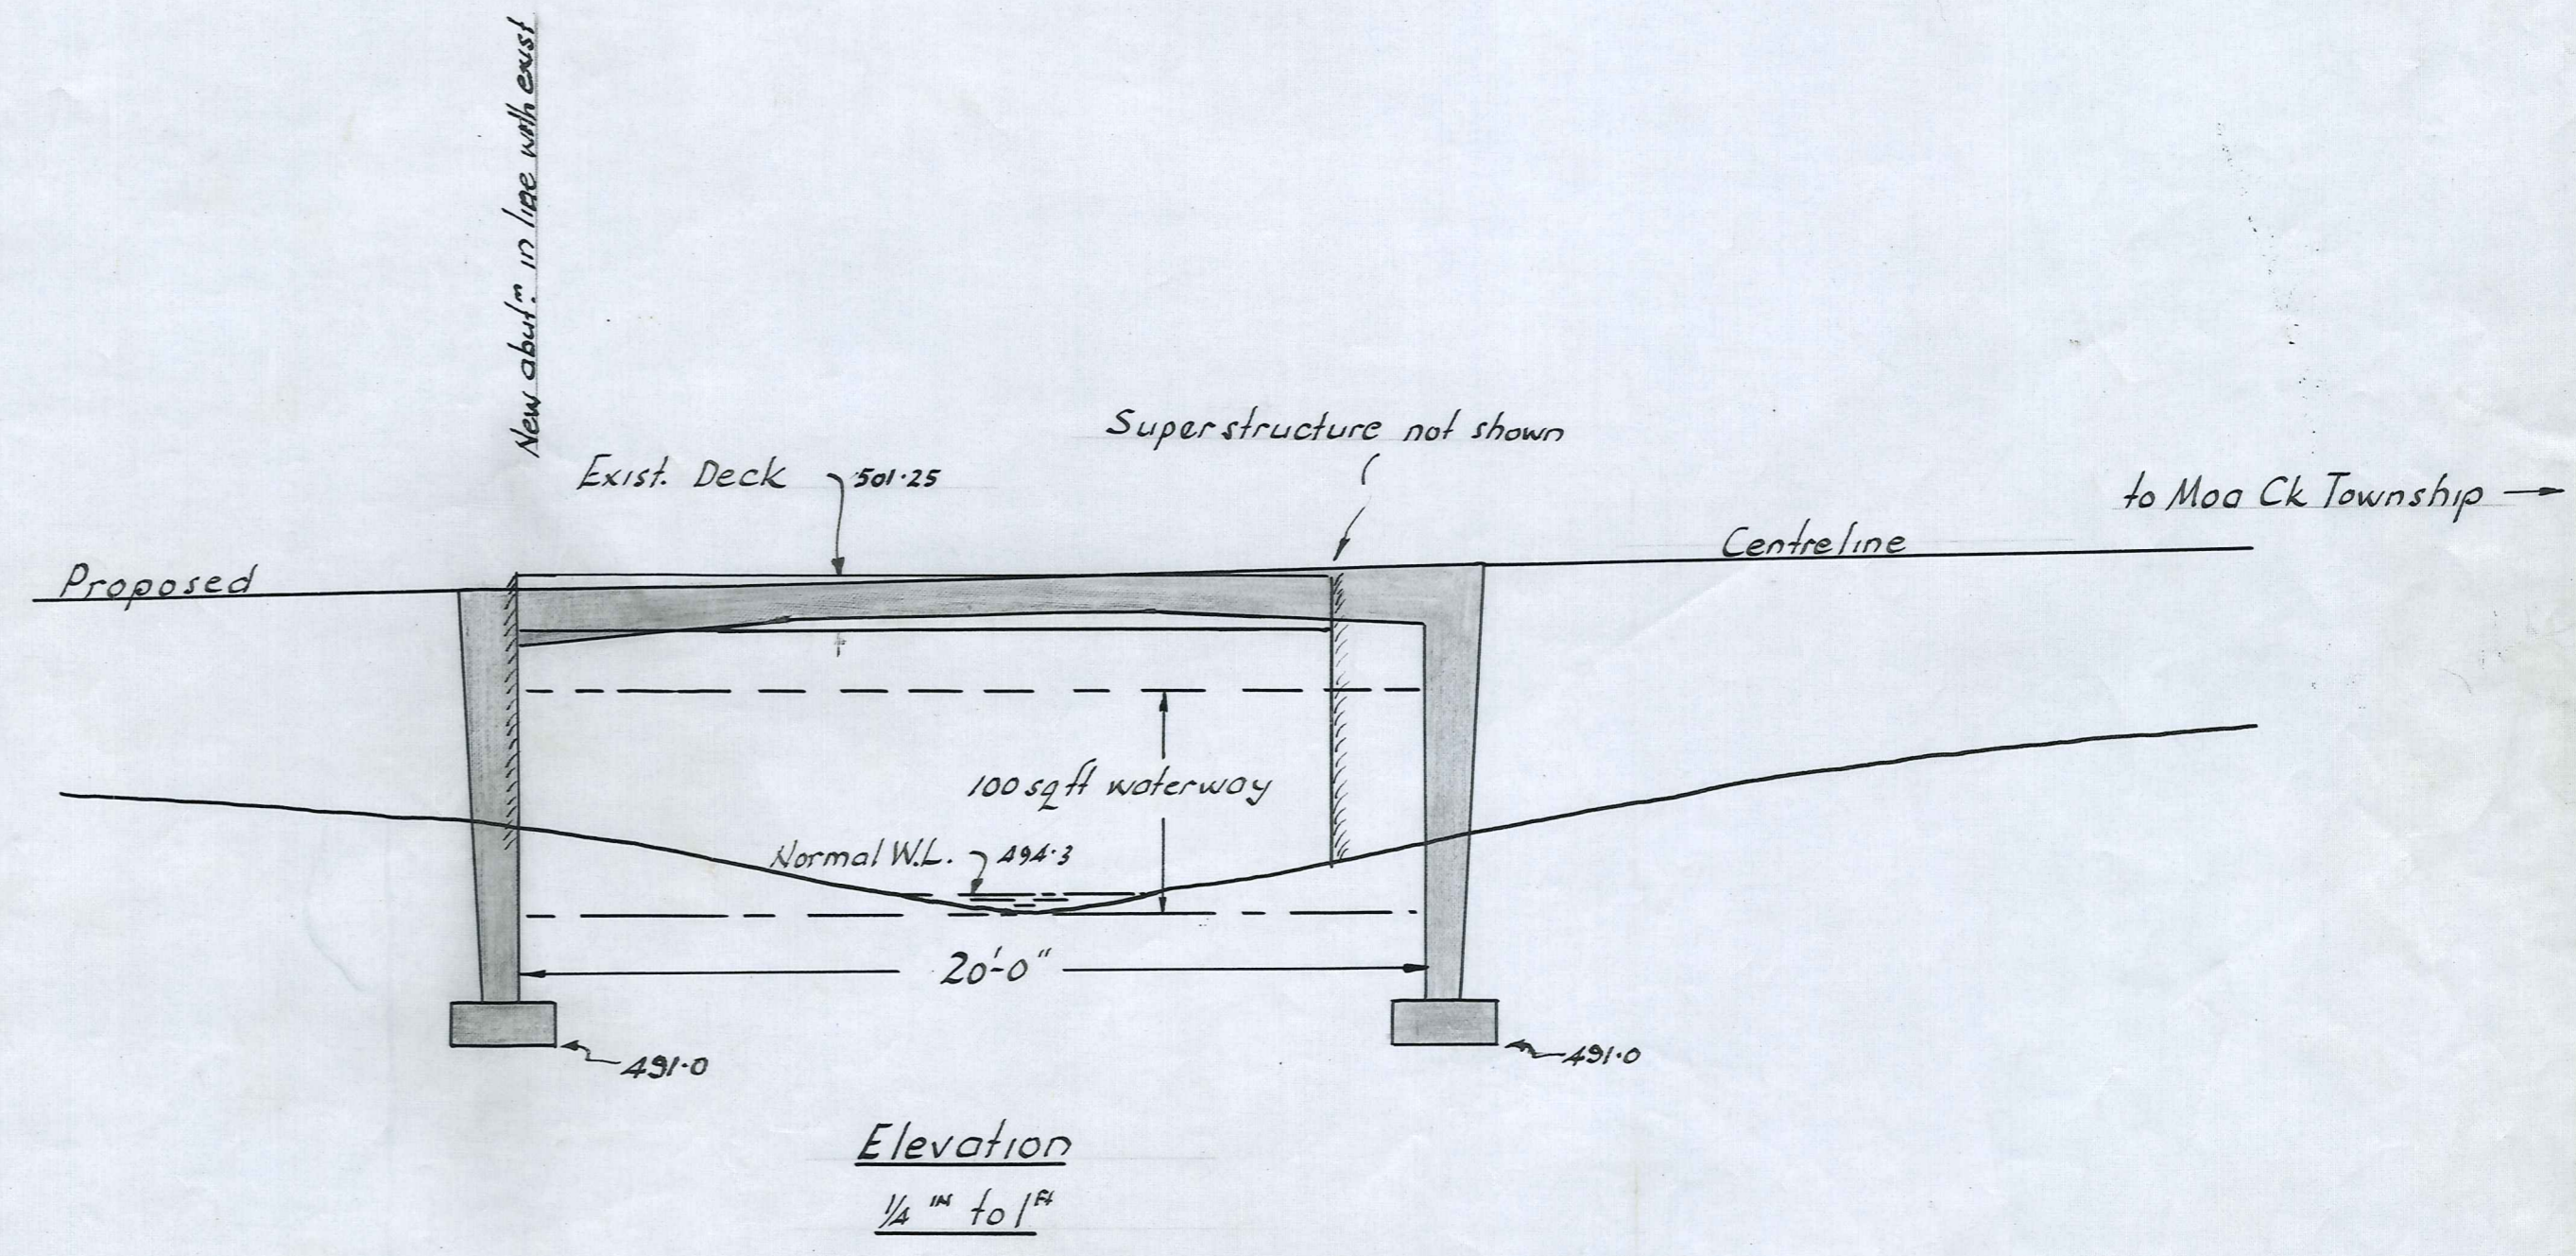 New abutm. in line with exist
Superstructure not shown
Exist. Deck 501.25
to Moa Ck Township
Proposed
Centreline
100 sq ft waterway
Normal W.L. 494.3
20'-0"
491.0
491.0
Elevation
1/4 IN to 1 Ft